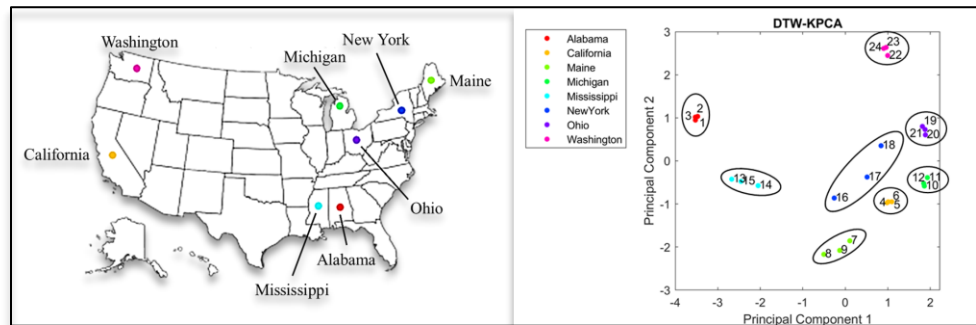 Washington
Michigan
New York
Maine
California
Ohio
Alabama
Mississippi
Alabama
California
Maine
Michigan
Mississippi
NewYork
Ohio
Washington
DTW-KPCA
Principal Component 2
3
2
1
0
-1
-2
-3
24 23
22
2
3 1
19
21 20
18
17
16
12 11
10
13 15 14
6
4 5
7
8 9
-4 -3 -2 -1 0 1 2
Principal Component 1